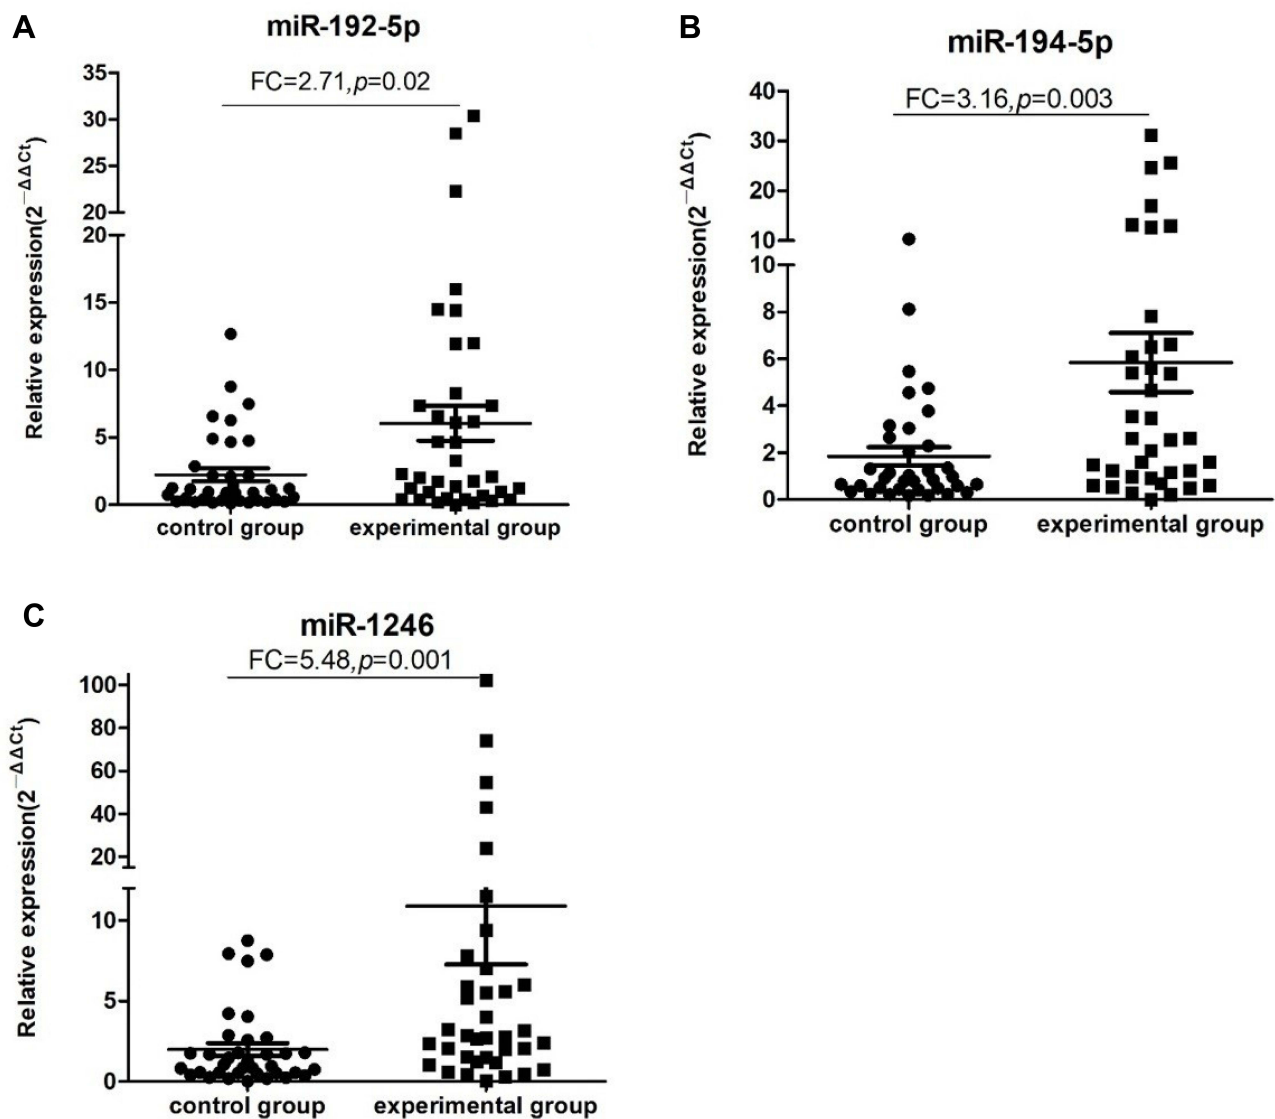 A
miR-192-5p
FC=2.71,p=0.02
Relative expression(2⁻ΔΔCt)
35
30
25
20
20
15
10
5
0
control group experimental group
B
miR-194-5p
FC=3.16,p=0.003
Relative expression(2⁻ΔΔCt)
40
30
20
10
10
8
6
4
2
0
control group experimental group
C
miR-1246
FC=5.48,p=0.001
Relative expression(2⁻ΔΔCt)
100
80
60
40
20
10
5
0
control group experimental group